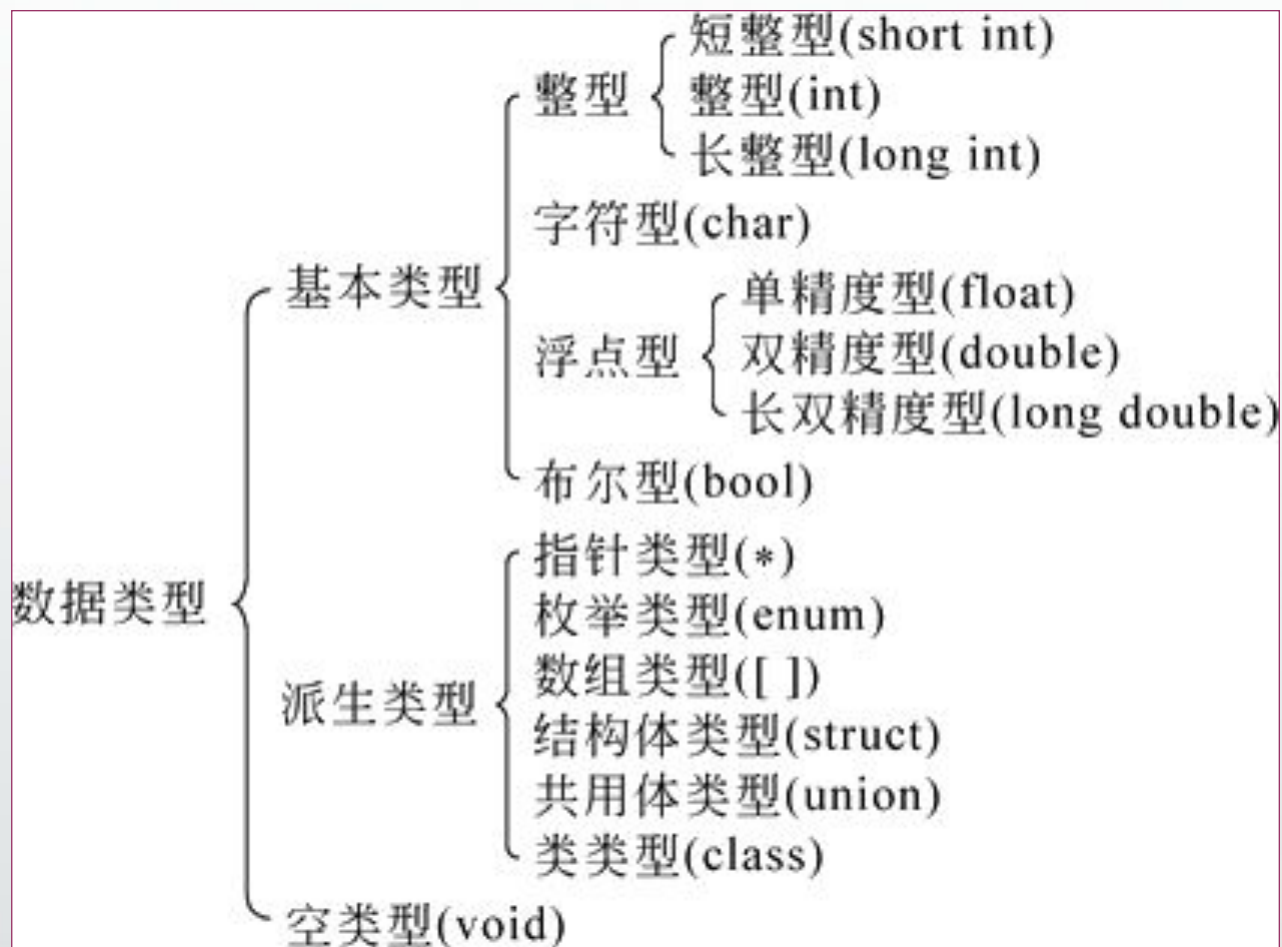 短整型(short int)
整型
整型(int)
长整型(long int)
字符型(char)
基本类型
单精度型(float)
浮点型
双精度型(double)
长双精度型(long double)
布尔型(bool)
数据类型
指针类型(*)
枚举类型(enum)
数组类型([ ])
派生类型
结构体类型(struct)
共用体类型(union)
类类型(class)
空类型(void)